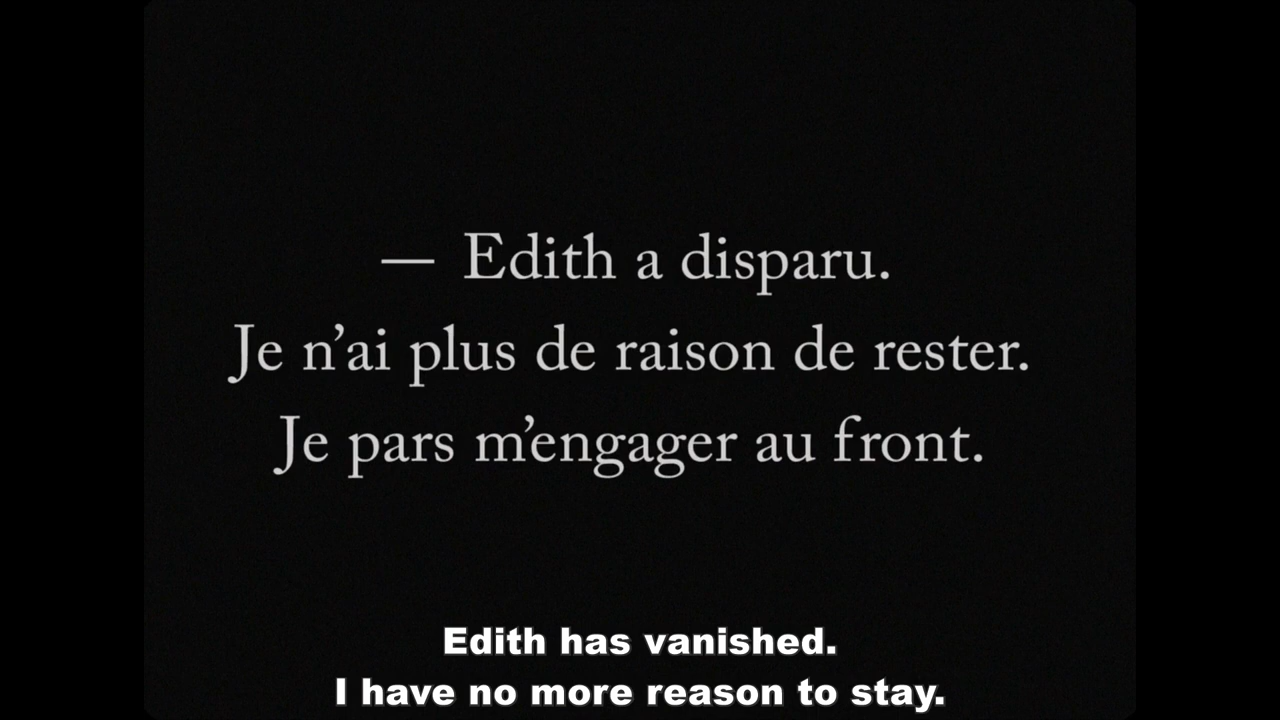 — Edith a disparu.
Je n’ai plus de raison de rester.
Je pars m’engager au front.
Edith has vanished.
I have no more reason to stay.